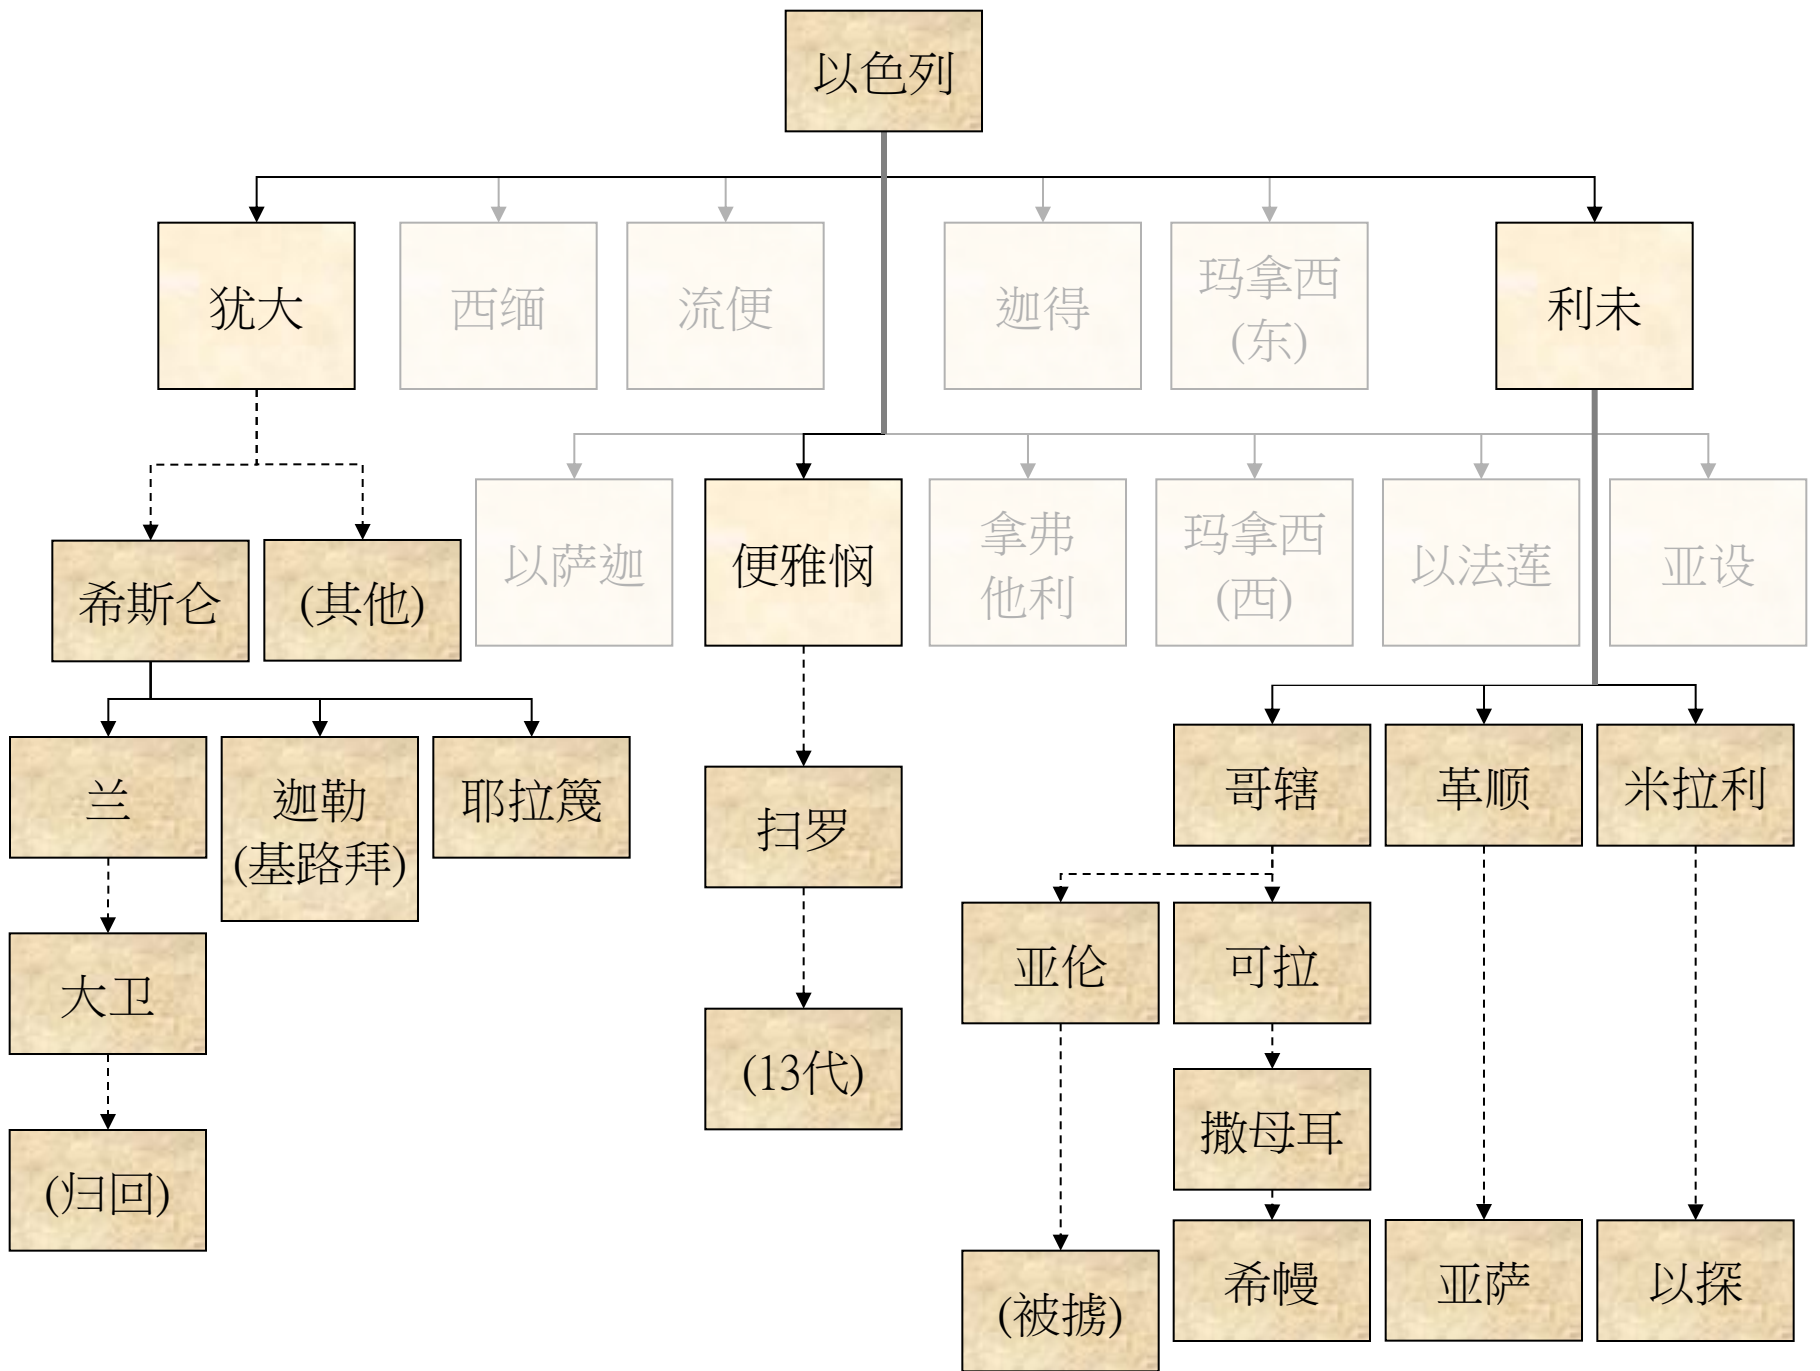 以色列
犹大
西缅
流便
迦得
玛拿西
(东)
利未
以萨迦
便雅悯
拿弗
他利
玛拿西
(西)
以法莲
亚设
希斯仑
(其他)
兰
迦勒
(基路拜)
耶拉篾
扫罗
哥辖
革顺
米拉利
大卫
亚伦
可拉
(13代)
撒母耳
(归回)
(被掳)
希幔
亚萨
以探